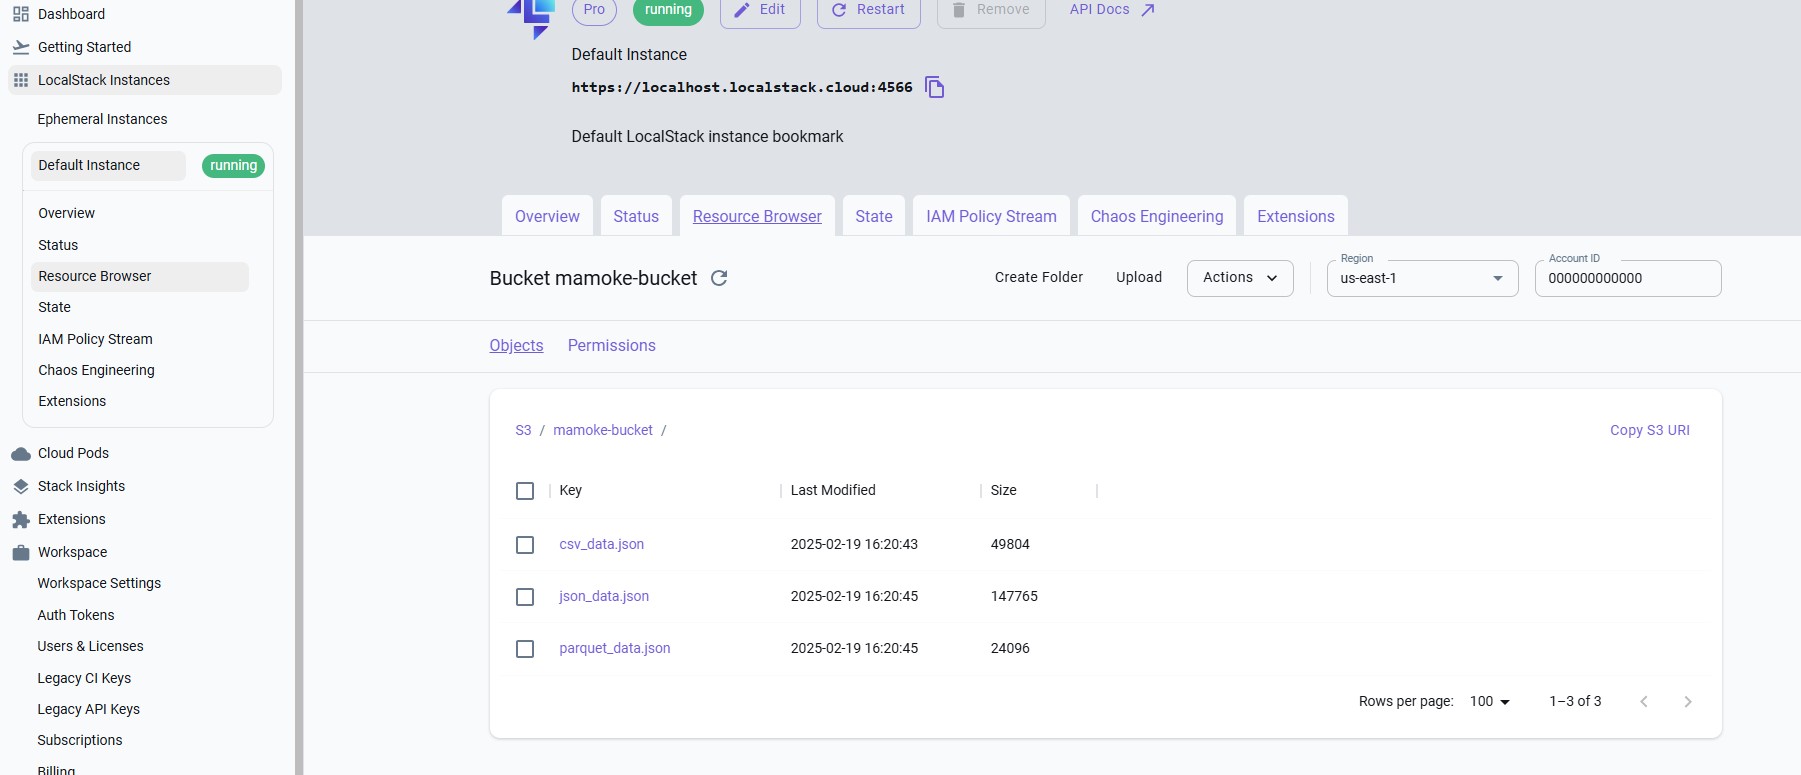 Dashboard
Getting Started
LocalStack Instances
Ephemeral Instances
Default Instance running
Overview
Status
Resource Browser
State
IAM Policy Stream
Chaos Engineering
Extensions
Cloud Pods
Stack Insights
Extensions
Workspace
Workspace Settings
Auth Tokens
Users & Licenses
Legacy CI Keys
Legacy API Keys
Subscriptions
Billing
Pro running Edit Restart Remove API Docs
Default Instance
https://localhost.localstack.cloud:4566
Default LocalStack instance bookmark
Overview Status Resource Browser State IAM Policy Stream Chaos Engineering Extensions
Bucket mamoke-bucket Create Folder Upload Actions Region us-east-1 Account ID 000000000000
Objects Permissions
S3 / mamoke-bucket / Copy S3 URI
Key Last Modified Size
csv_data.json 2025-02-19 16:20:43 49804
json_data.json 2025-02-19 16:20:45 147765
parquet_data.json 2025-02-19 16:20:45 24096
Rows per page: 100 1–3 of 3